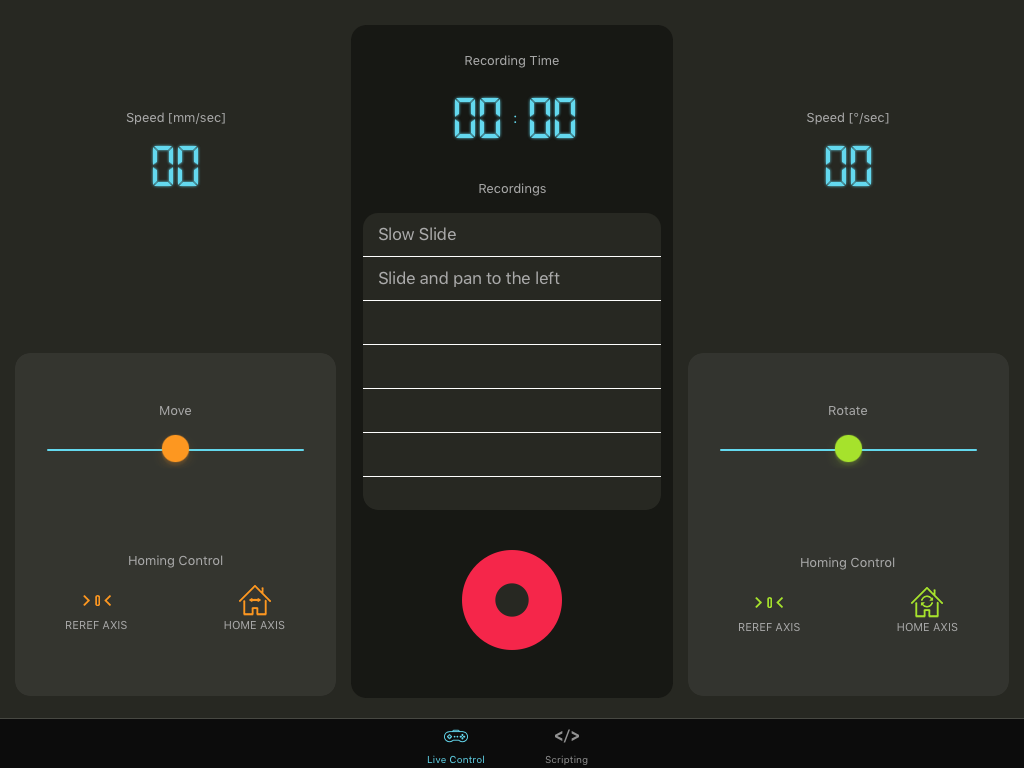 Speed [mm/sec]
00
Recording Time
00 : 00
Recordings
Slow Slide
Slide and pan to the left
Speed [°/sec]
00
Move
Homing Control
REREF AXIS
HOME AXIS
Rotate
Homing Control
REREF AXIS
HOME AXIS
Live Control
Scripting